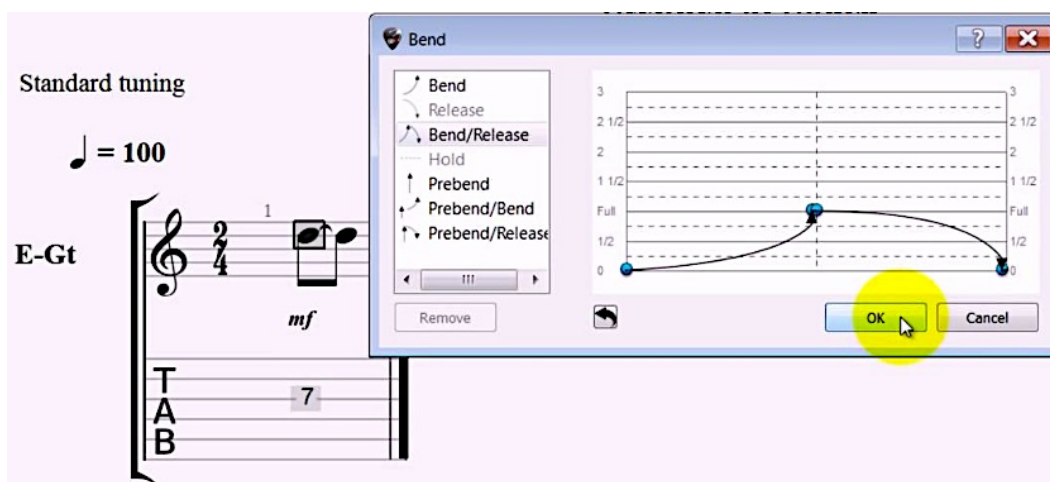 Bend
Standard tuning
= 100
1
E-Gt
2
4
mf
T
A
B
7
Bend
Release
Bend/Release
Hold
Prebend
Prebend/Bend
Prebend/Release
Remove
3 3
2 1/2 2 1/2
2 2
1 1/2 1 1/2
Full Full
1/2 1/2
0 0
OK Cancel